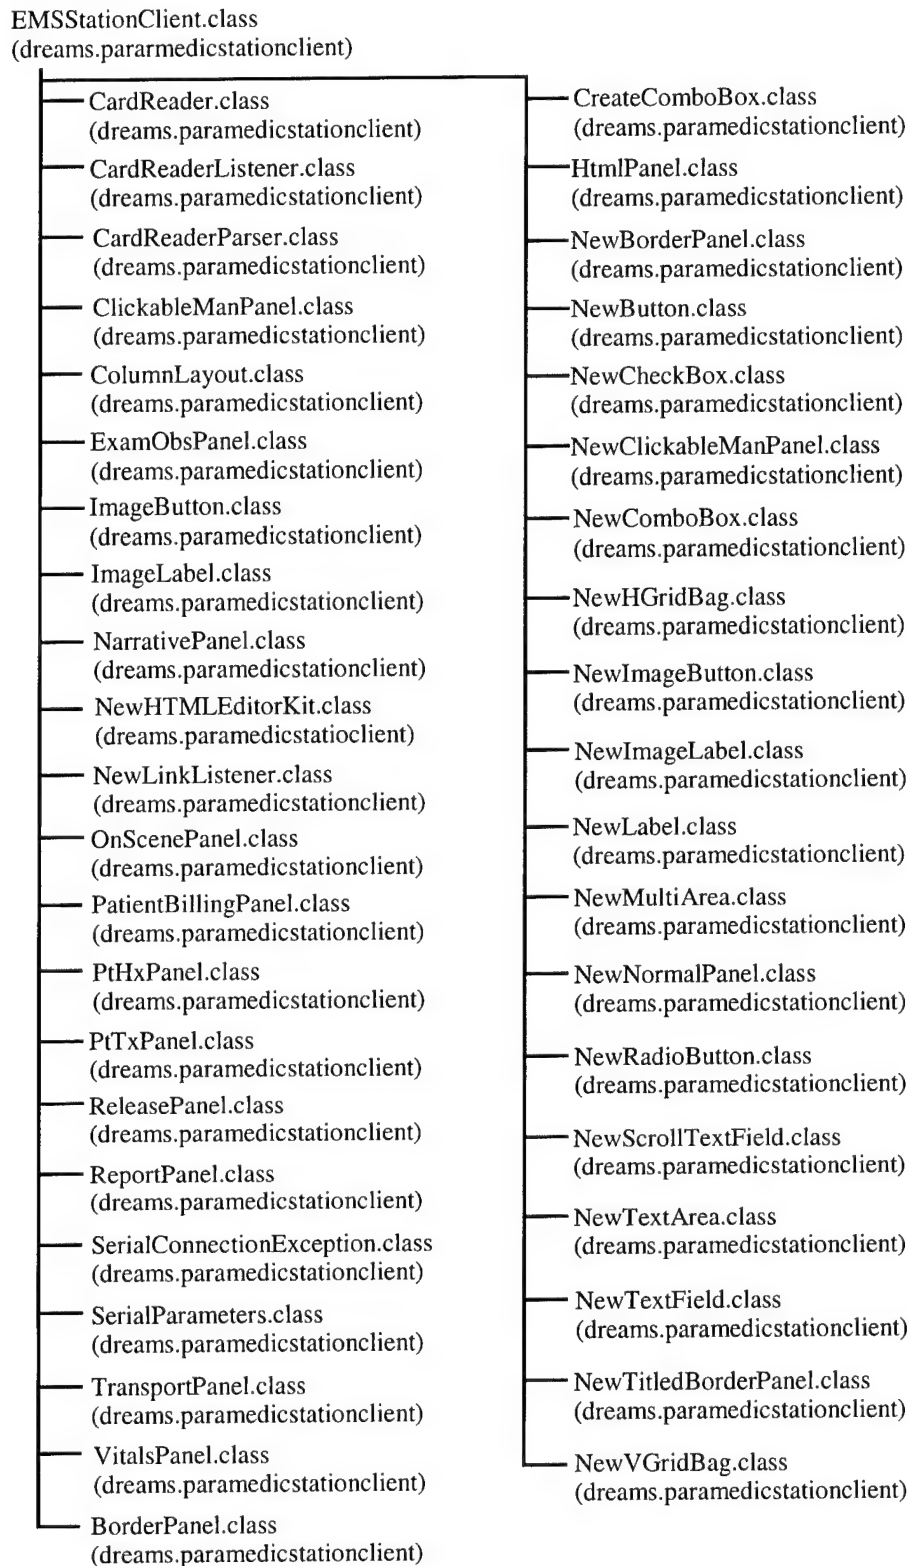 EMSStationClient.class
(dreams.pararmedicstationclient)
CardReader.class
(dreams.paramedicstationclient)
CardReaderListener.class
(dreams.paramedicstationclient)
CardReaderParser.class
(dreams.paramedicstationclient)
ClickableManPanel.class
(dreams.paramedicstationclient)
ColumnLayout.class
(dreams.paramedicstationclient)
ExamObsPanel.class
(dreams.paramedicstationclient)
ImageButton.class
(dreams.paramedicstationclient)
ImageLabel.class
(dreams.paramedicstationclient)
NarrativePanel.class
(dreams.paramedicstationclient)
NewHTMLEditorKit.class
(dreams.paramedicstatioclient)
NewLinkListener.class
(dreams.paramedicstationclient)
OnScenePanel.class
(dreams.paramedicstationclient)
PatientBillingPanel.class
(dreams.paramedicstationclient)
PtHxPanel.class
(dreams.paramedicstationclient)
PtTxPanel.class
(dreams.paramedicstationclient)
ReleasePanel.class
(dreams.paramedicstationclient)
ReportPanel.class
(dreams.paramedicstationclient)
SerialConnectionException.class
(dreams.paramedicstationclient)
SerialParameters.class
(dreams.paramedicstationclient)
TransportPanel.class
(dreams.paramedicstationclient)
VitalsPanel.class
(dreams.paramedicstationclient)
BorderPanel.class
(dreams.paramedicstationclient)
CreateComboBox.class
(dreams.paramedicstationclient)
HtmlPanel.class
(dreams.paramedicstationclient)
NewBorderPanel.class
(dreams.paramedicstationclient)
NewButton.class
(dreams.paramedicstationclient)
NewCheckBox.class
(dreams.paramedicstationclient)
NewClickableManPanel.class
(dreams.paramedicstationclient)
NewComboBox.class
(dreams.paramedicstationclient)
NewHGridBag.class
(dreams.paramedicstationclient)
NewImageButton.class
(dreams.paramedicstationclient)
NewImageLabel.class
(dreams.paramedicstationclient)
NewLabel.class
(dreams.paramedicstationclient)
NewMultiArea.class
(dreams.paramedicstationclient)
NewNormalPanel.class
(dreams.paramedicstationclient)
NewRadioButton.class
(dreams.paramedicstationclient)
NewScrollTextField.class
(dreams.paramedicstationclient)
NewTextArea.class
(dreams.paramedicstationclient)
NewTextField.class
(dreams.paramedicstationclient)
NewTitledBorderPanel.class
(dreams.paramedicstationclient)
NewVGridBag.class
(dreams.paramedicstationclient)